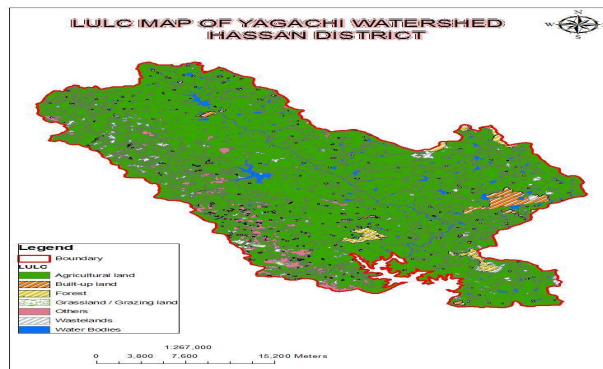 LULC MAP OF YAGACHI WATERSHED
HASSAN DISTRICT
N
W
E
S
Legend
Boundary
LULC
Agricultural land
Built-up land
Forest
Grassland / Grazing land
Others
Wastelands
Water Bodies
1:267,000
0 3,800 7,600 15,200 Meters